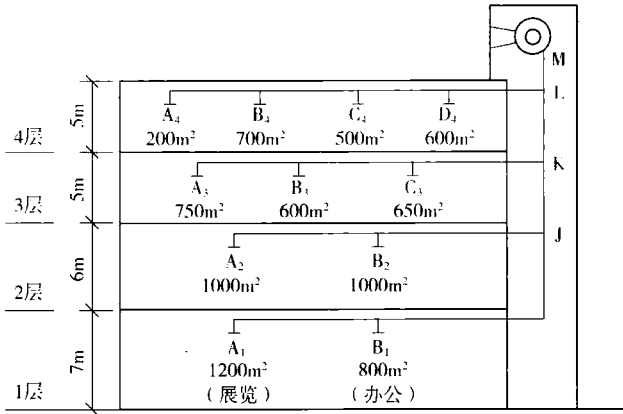 M
L
A₄ B₄ C₄ D₄
4层 5m 200m² 700m² 500m² 600m²
K
A₃ B₃ C₃
3层 5m 750m² 600m² 650m²
J
A₂ B₂
2层 6m 1000m² 1000m²
A₁ B₁
7m 1200m² 800m²
1层 (展览) (办公)